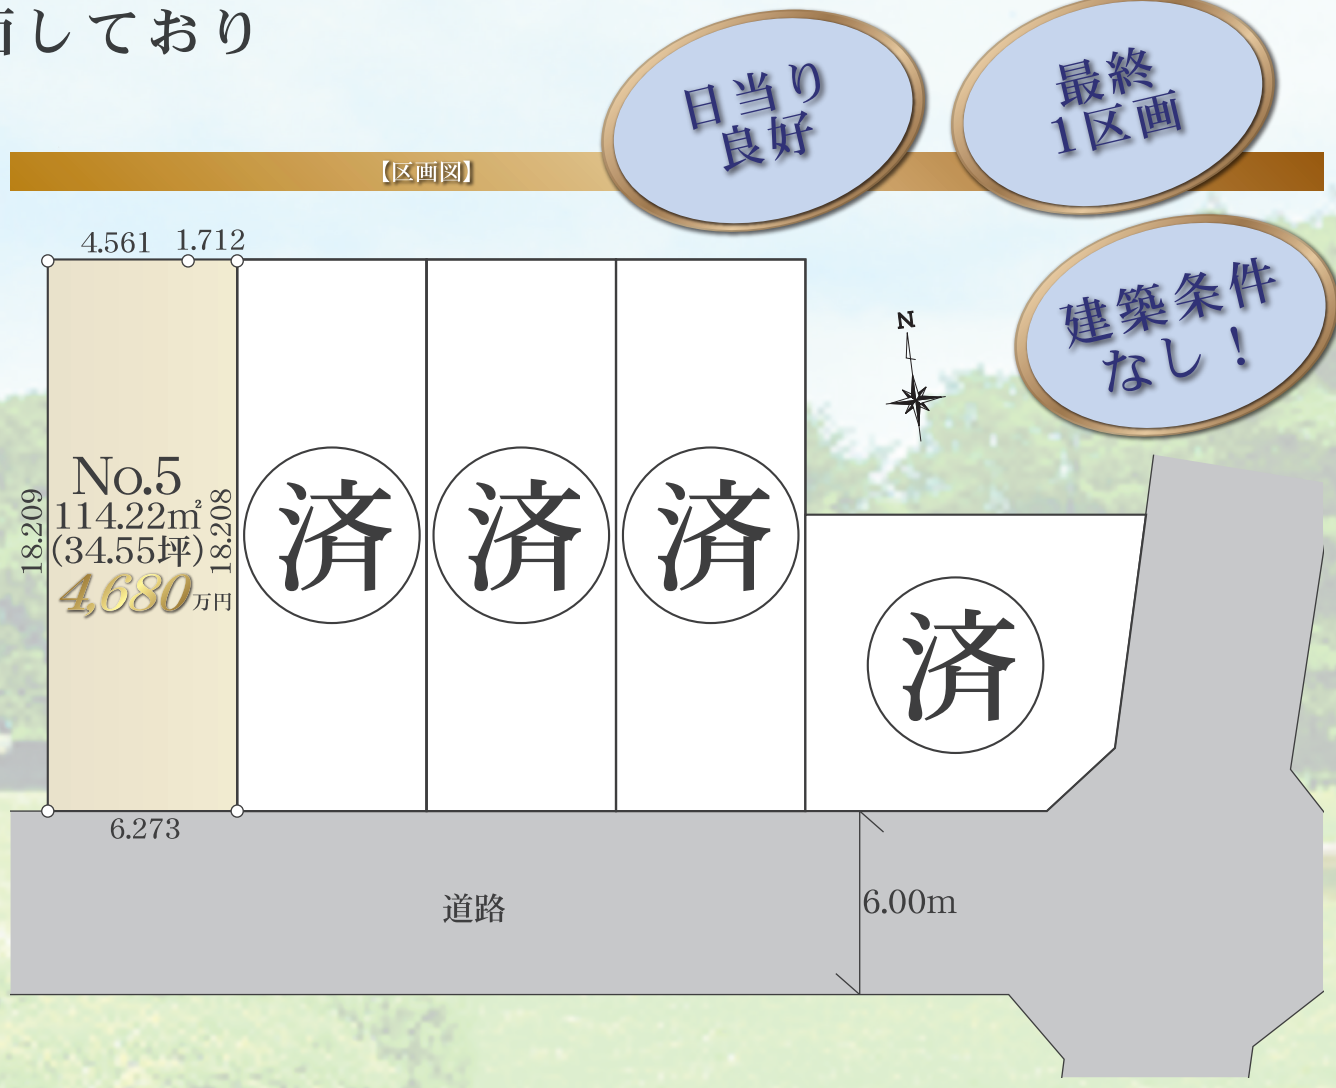 しており
日当り
良好
最終
1区画
【区画図】
建築条件
なし!
4.561
1.712
N
No.5
114.22㎡
(34.55坪)
4,680万円
18.209
18.208
済
済
済
済
6.273
道路
6.00m